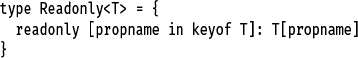 type Readonly<T> = {
  readonly [propname in keyof T]: T[propname]
}